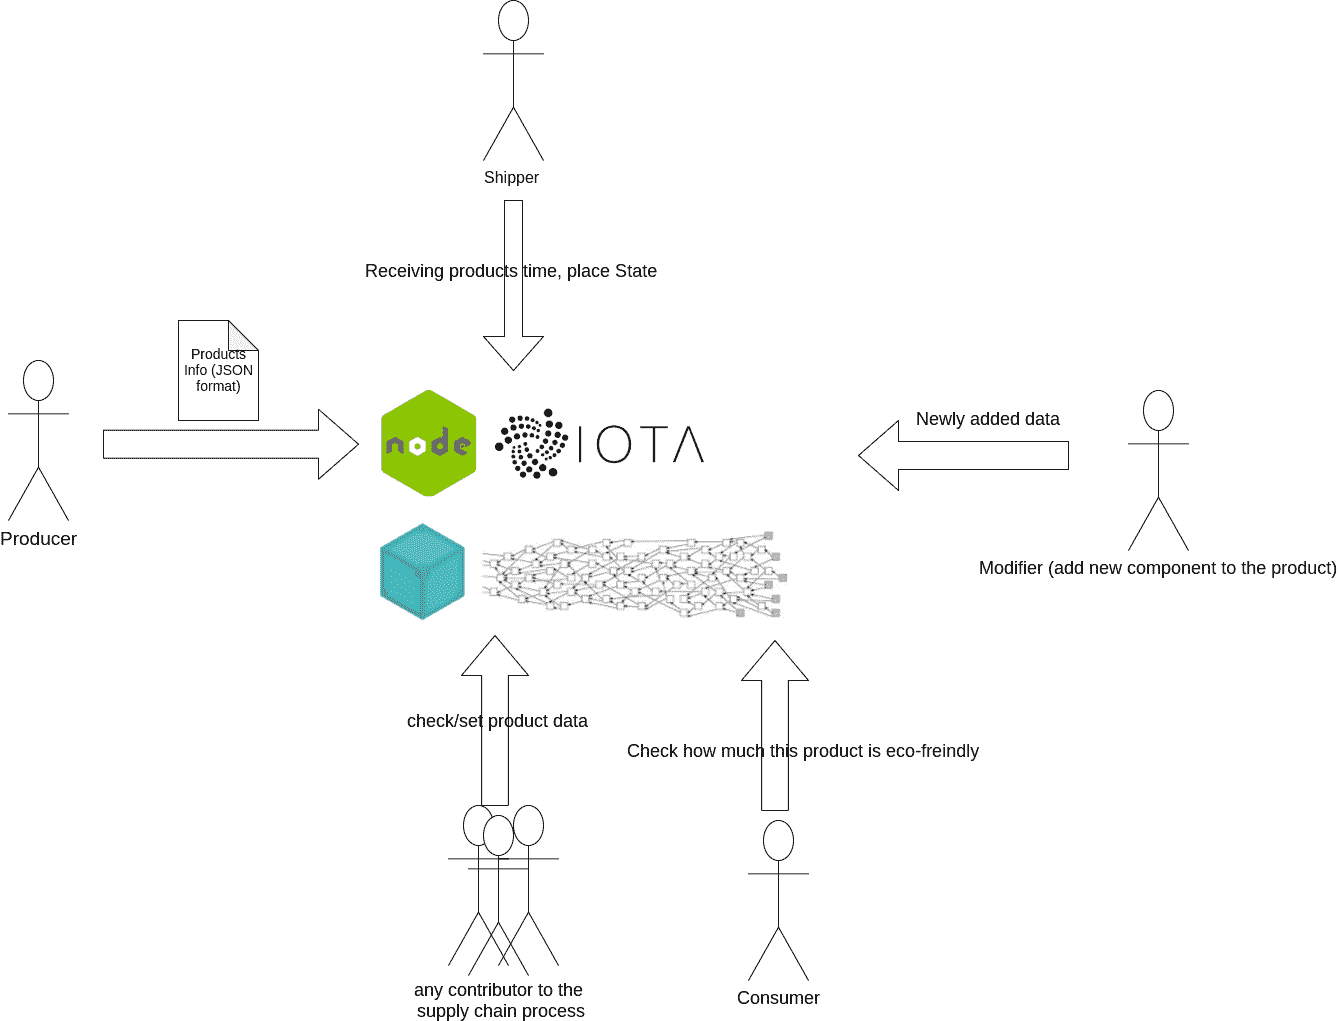 Shipper
Receiving products time, place State
Products
Info (JSON
format)
Producer
node
IOTA
Newly added data
Modifier (add new component to the product)
check/set product data
Check how much this product is eco-freindly
any contributor to the
supply chain process
Consumer